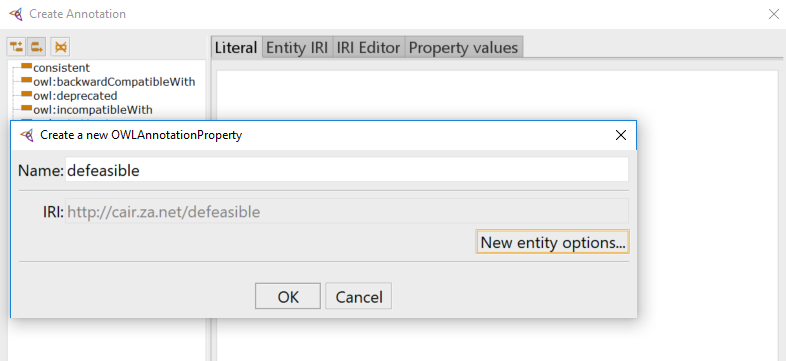 Create Annotation
Literal Entity IRI IRI Editor Property values
consistent
owl:backwardCompatibleWith
owl:deprecated
owl:incompatibleWith
Create a new OWLAnnotationProperty
Name: defeasible
IRI: http://cair.za.net/defeasible
New entity options...
OK Cancel